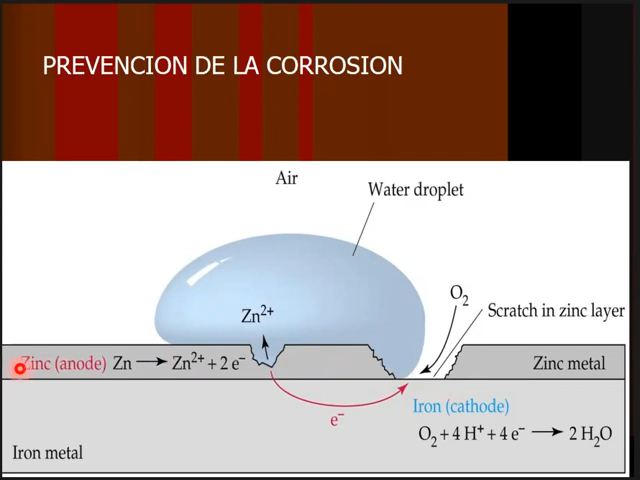 PREVENCION DE LA CORROSION
Air
Water droplet
Zn²⁺
O₂
Scratch in zinc layer
Zinc (anode) Zn → Zn²⁺ + 2 e⁻
Zinc metal
e⁻
Iron (cathode)
O₂ + 4 H⁺ + 4 e⁻ → 2 H₂O
Iron metal